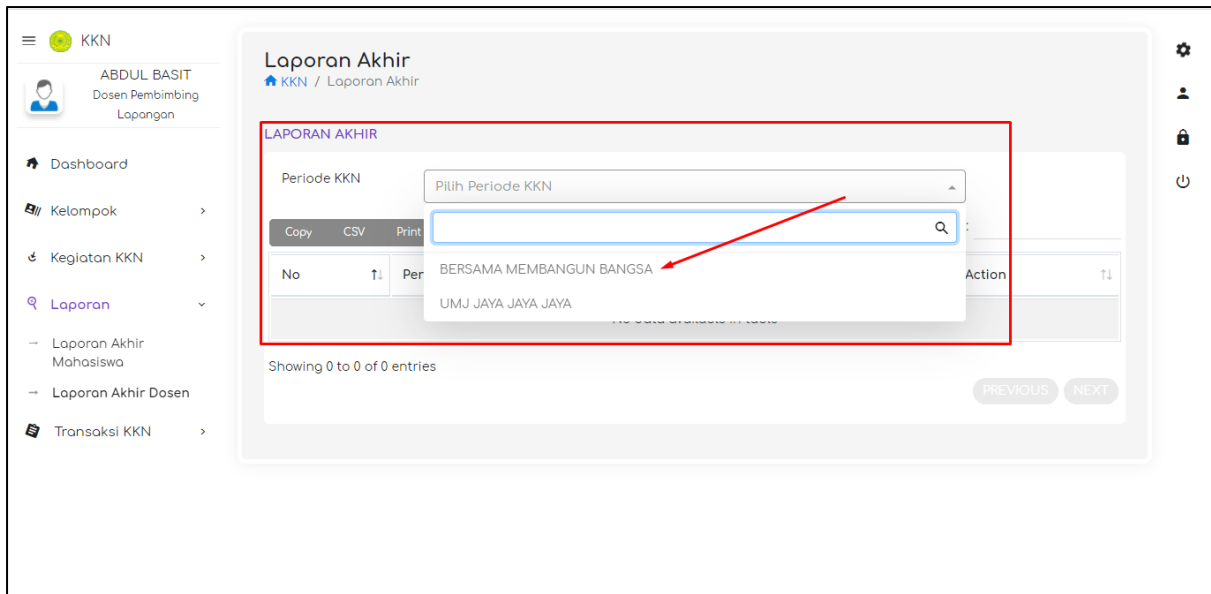 KKN
ABDUL BASIT
Dosen Pembimbing
Lapangan
Dashboard
Kelompok
Kegiatan KKN
Laporan
Laporan Akhir
Mahasiswa
Laporan Akhir Dosen
Transaksi KKN
Laporan Akhir
KKN / Laporan Akhir
LAPORAN AKHIR
Periode KKN
Pilih Periode KKN
Copy CSV Print
BERSAMA MEMBANGUN BANGSA
UMJ JAYA JAYA JAYA
No Per Action
Showing 0 to 0 of 0 entries
PREVIOUS NEXT